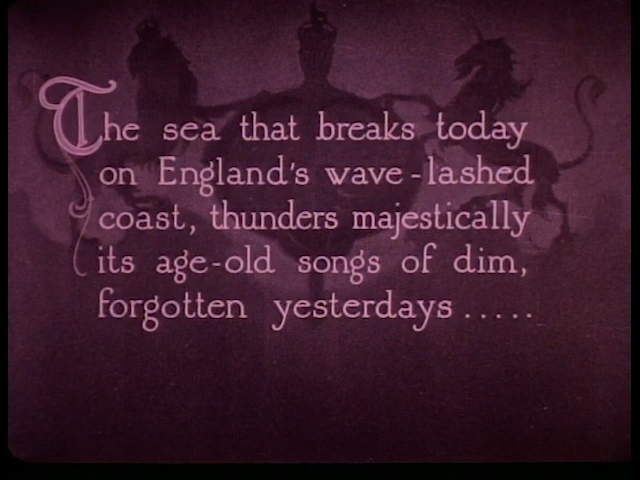 The sea that breaks today
on England's wave-lashed
coast, thunders majestically
its age-old songs of dim,
forgotten yesterdays.....